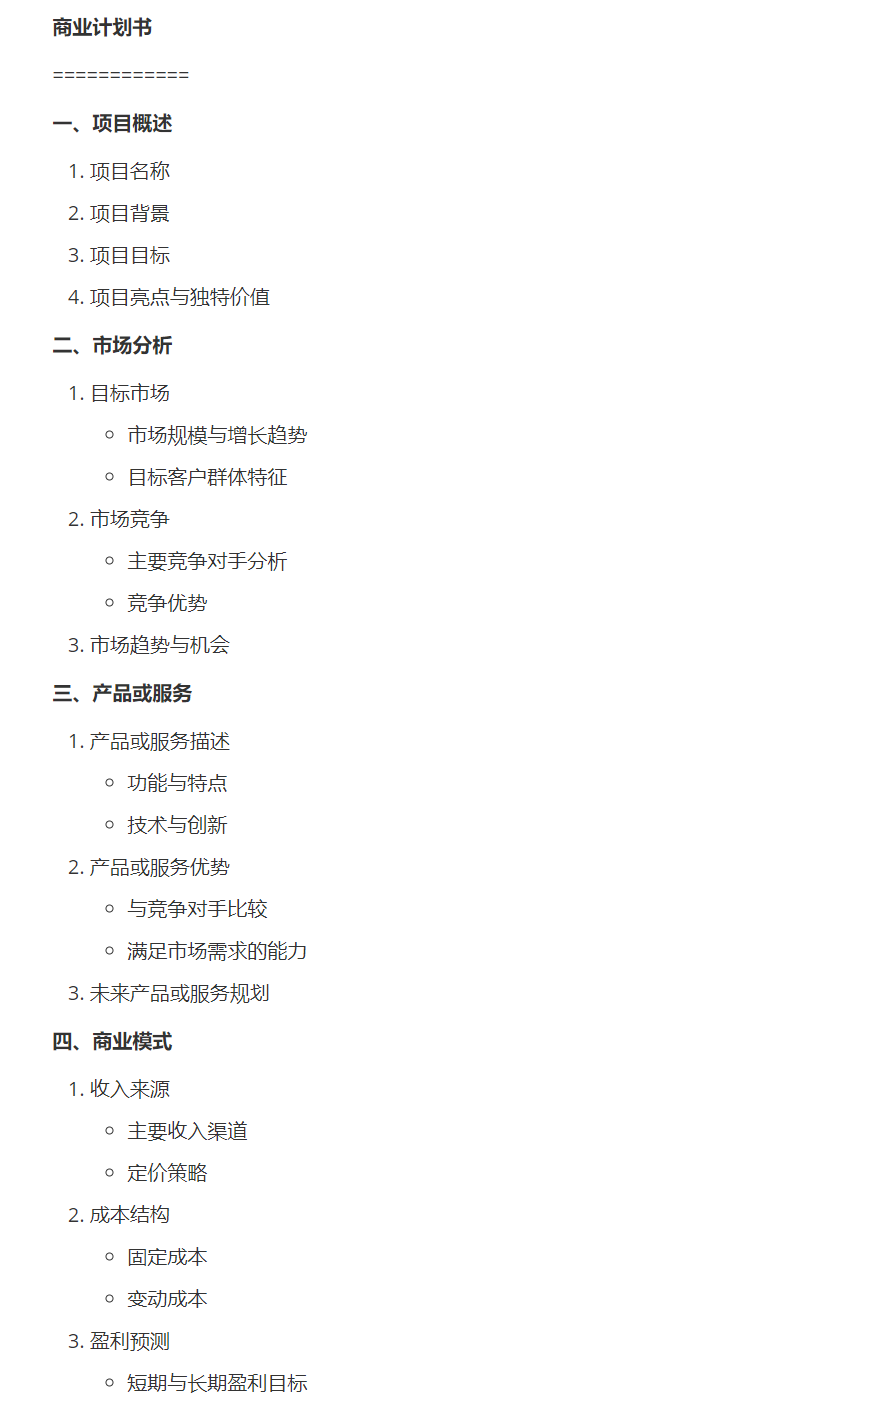 商业计划书
============
一、项目概述
1. 项目名称
2. 项目背景
3. 项目目标
4. 项目亮点与独特价值
二、市场分析
1. 目标市场
○ 市场规模与增长趋势
○ 目标客户群体特征
2. 市场竞争
○ 主要竞争对手分析
○ 竞争优势
3. 市场趋势与机会
三、产品或服务
1. 产品或服务描述
○ 功能与特点
○ 技术与创新
2. 产品或服务优势
○ 与竞争对手比较
○ 满足市场需求的能力
3. 未来产品或服务规划
四、商业模式
1. 收入来源
○ 主要收入渠道
○ 定价策略
2. 成本结构
○ 固定成本
○ 变动成本
3. 盈利预测
○ 短期与长期盈利目标